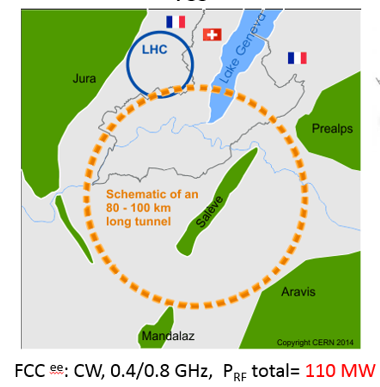 LHC
Lake Geneva
Jura
Prealps
Schematic of an
80 - 100 km
long tunnel
Salève
Aravis
Mandalaz
Copyright CERN 2014
FCC ee: CW, 0.4/0.8 GHz, PRF total= 110 MW